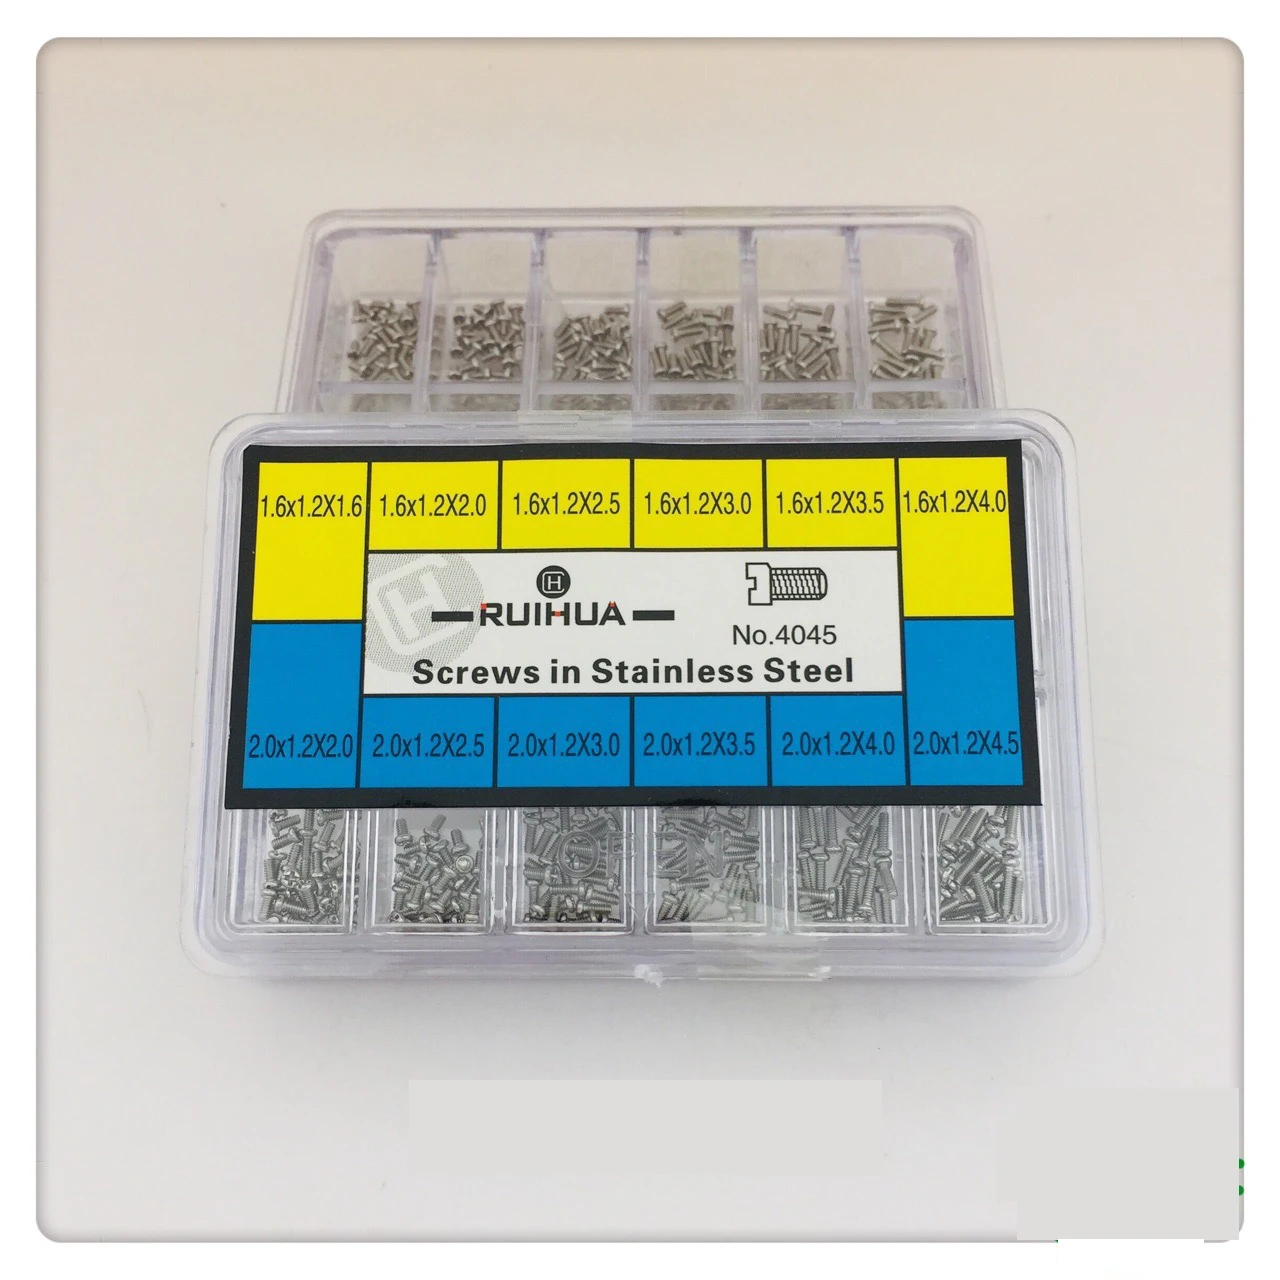 1.6x1.2X1.6 1.6x1.2X2.0 1.6x1.2X2.5 1.6x1.2X3.0 1.6x1.2X3.5 1.6x1.2X4.0
CH
RUIHUA
No.4045
Screws in Stainless Steel
2.0x1.2X2.0 2.0x1.2X2.5 2.0x1.2X3.0 2.0x1.2X3.5 2.0x1.2X4.0 2.0x1.2X4.5
OPEN